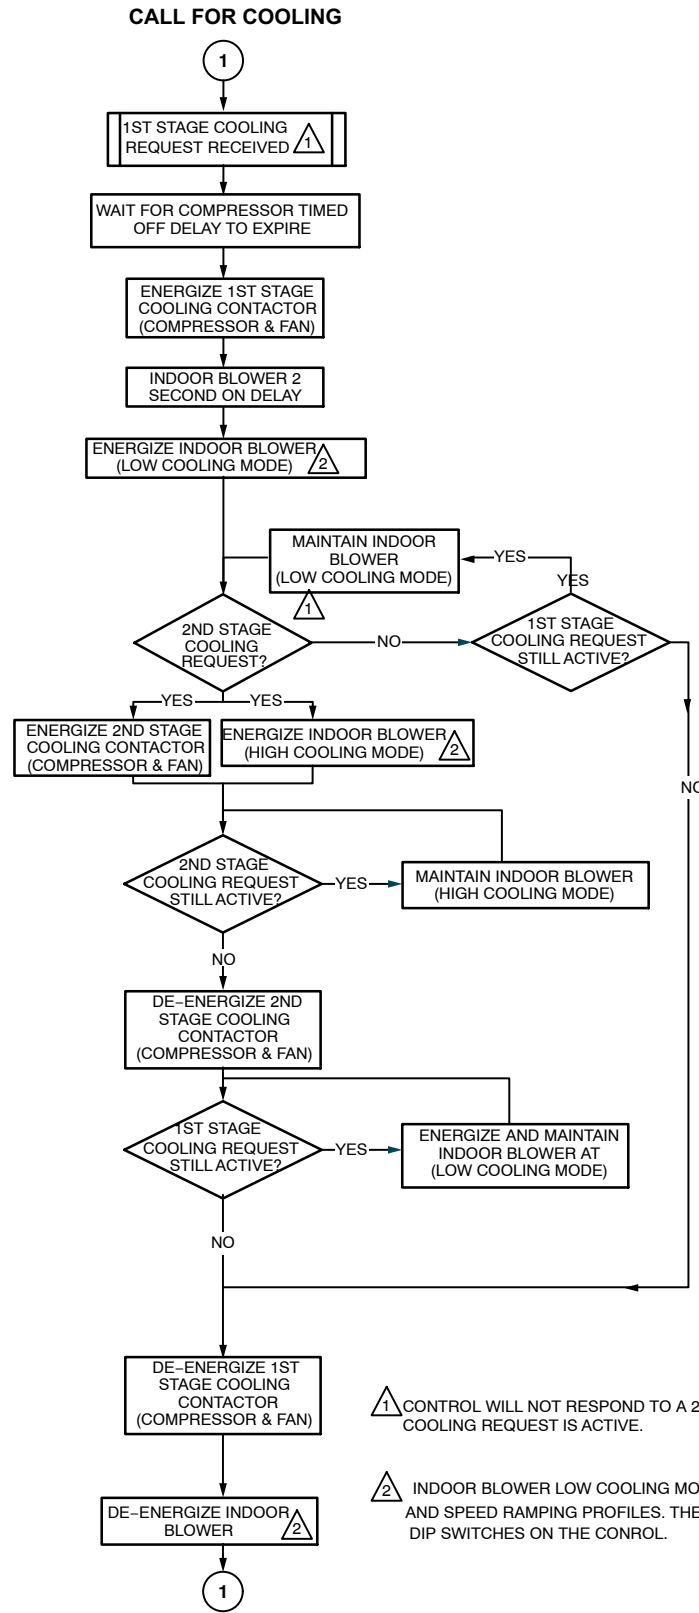 CALL FOR COOLING
1
1ST STAGE COOLING
REQUEST RECEIVED 1
WAIT FOR COMPRESSOR TIMED
OFF DELAY TO EXPIRE
ENERGIZE 1ST STAGE
COOLING CONTACTOR
(COMPRESSOR & FAN)
INDOOR BLOWER 2
SECOND ON DELAY
ENERGIZE INDOOR BLOWER
(LOW COOLING MODE) 2
MAINTAIN INDOOR
BLOWER
(LOW COOLING MODE)
1
YES
YES
2ND STAGE
COOLING
REQUEST?
NO
1ST STAGE
COOLING REQUEST
STILL ACTIVE?
YES
YES
ENERGIZE 2ND STAGE
COOLING CONTACTOR
(COMPRESSOR & FAN)
ENERGIZE INDOOR BLOWER
(HIGH COOLING MODE) 2
NO
2ND STAGE
COOLING REQUEST
STILL ACTIVE?
YES
MAINTAIN INDOOR BLOWER
(HIGH COOLING MODE)
NO
DE–ENERGIZE 2ND
STAGE COOLING
CONTACTOR
(COMPRESSOR & FAN)
1ST STAGE
COOLING REQUEST
STILL ACTIVE?
YES
ENERGIZE AND MAINTAIN
INDOOR BLOWER AT
(LOW COOLING MODE)
NO
DE–ENERGIZE 1ST
STAGE COOLING
CONTACTOR
(COMPRESSOR & FAN)
1 CONTROL WILL NOT RESPOND TO A 2
COOLING REQUEST IS ACTIVE.
2 INDOOR BLOWER LOW COOLING MO
AND SPEED RAMPING PROFILES. THE
DIP SWITCHES ON THE CONROL.
DE–ENERGIZE INDOOR
BLOWER 2
1